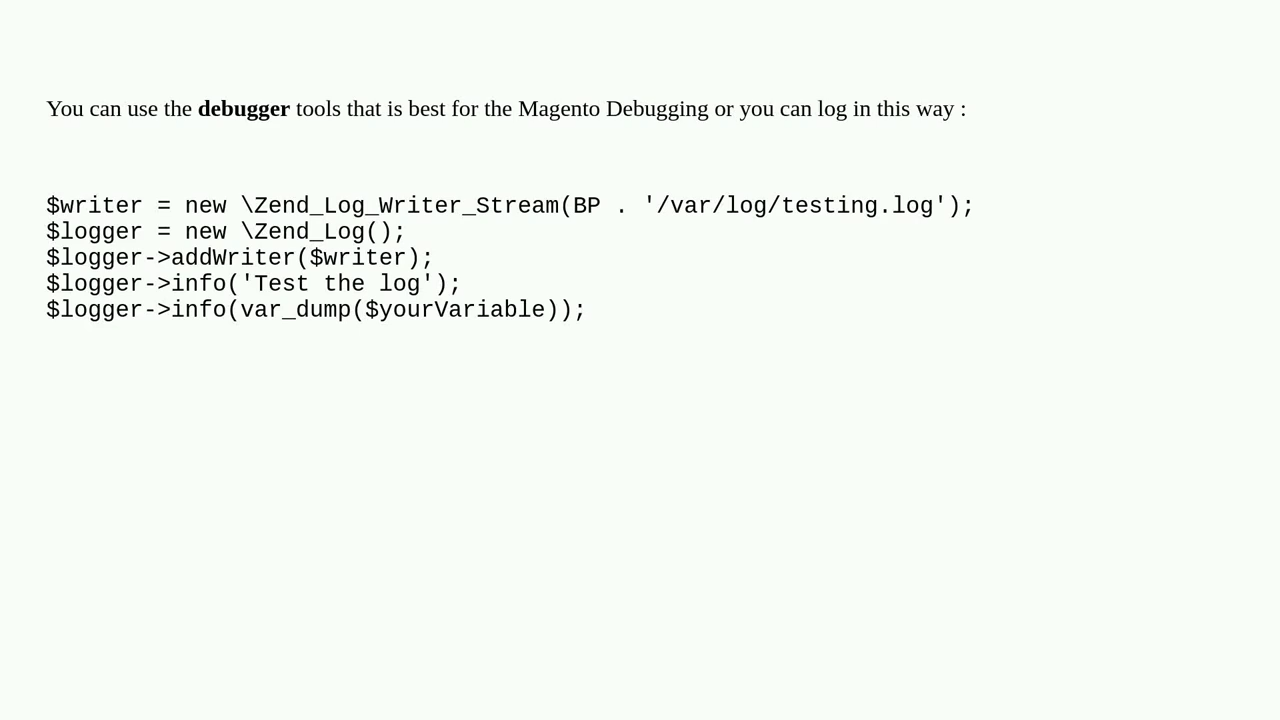 You can use the debugger tools that is best for the Magento Debugging or you can log in this way :
$writer = new \Zend_Log_Writer_Stream(BP . '/var/log/testing.log');
$logger = new \Zend_Log();
$logger->addWriter($writer);
$logger->info('Test the log');
$logger->info(var_dump($yourVariable));